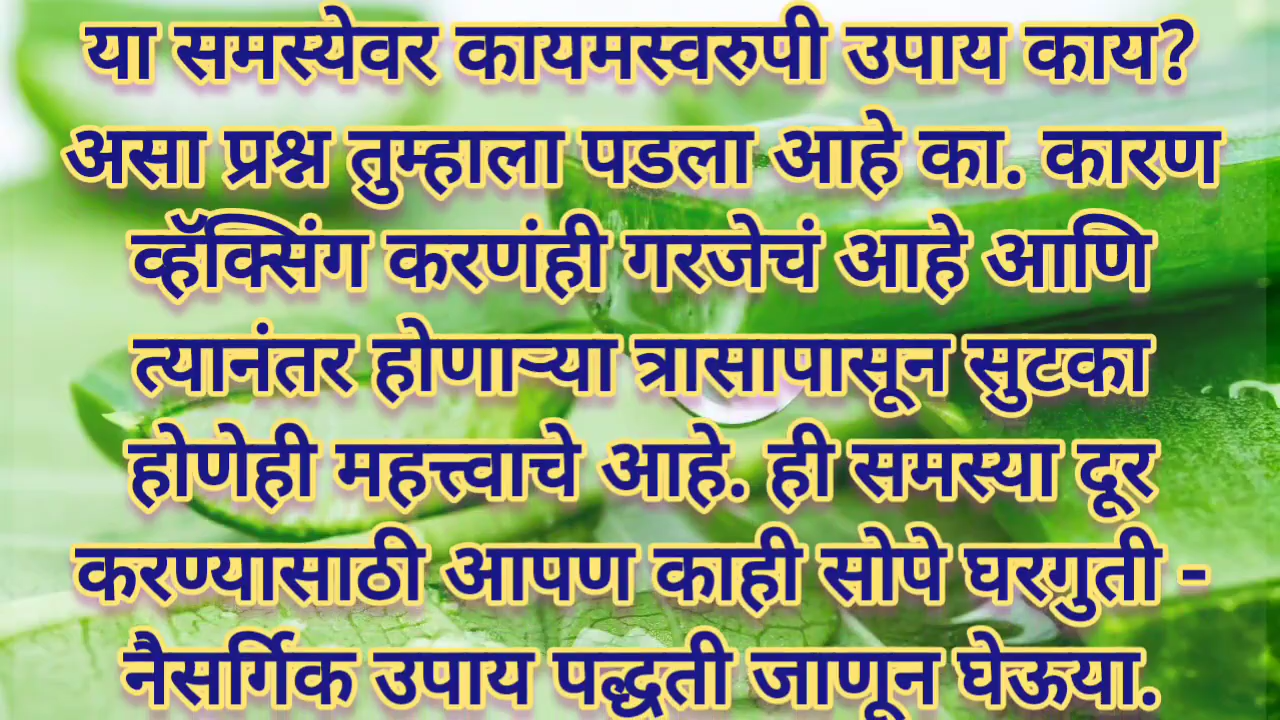 या समस्येवर कायमस्वरुपी उपाय काय?
असा प्रश्न तुम्हाला पडला आहे का. कारण
व्हॅक्सिंग करणंही गरजेचं आहे आणि
त्यानंतर होणाऱ्या त्रासापासून सुटका
होणेही महत्त्वाचे आहे. ही समस्या दूर
करण्यासाठी आपण काही सोपे घरगुती -
नैसर्गिक उपाय पद्धती जाणून घेऊया.